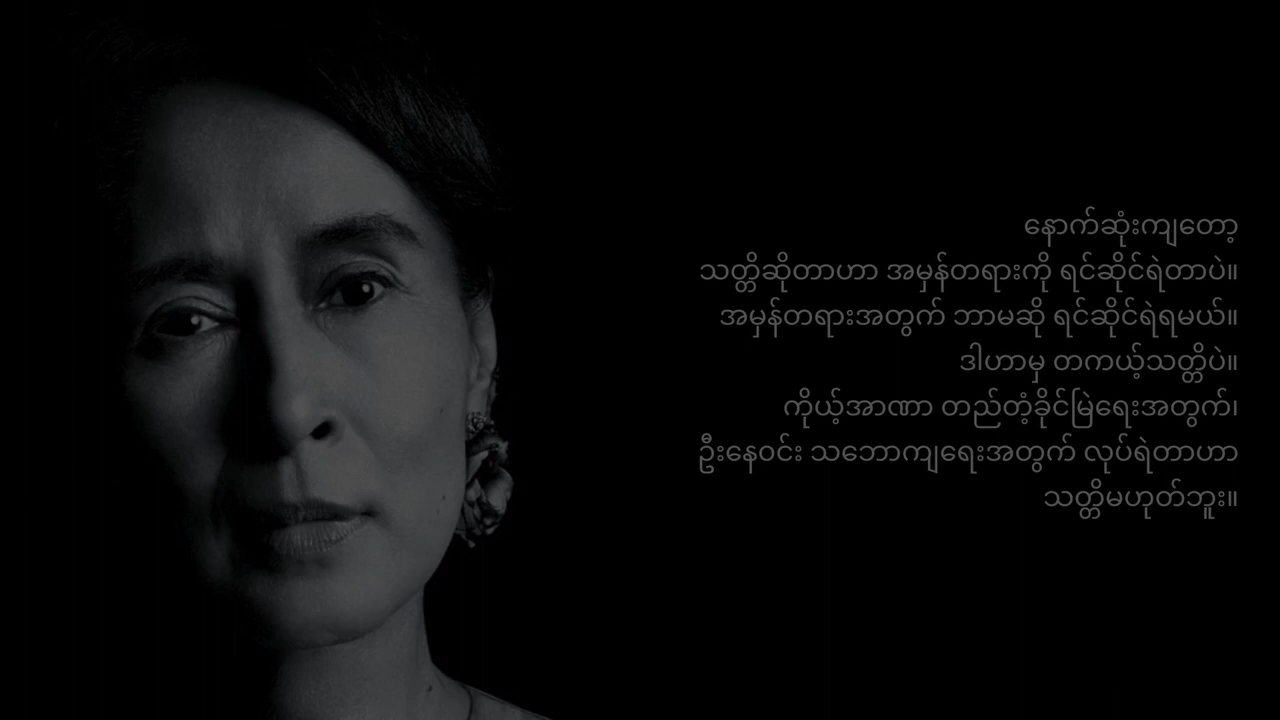 နောက်ဆုံးကျတော့
သတ္တိဆိုတာဟာ အမှန်တရားကို ရင်ဆိုင်ရဲတာပဲ။
အမှန်တရားအတွက် ဘာမဆို ရင်ဆိုင်ရဲရမယ်။
ဒါဟာမှ တကယ့်သတ္တိပဲ။
ကိုယ့်အာဏာ တည်တံ့ခိုင်မြဲရေးအတွက်၊
ဦးနေဝင်း သဘောကျရေးအတွက် လုပ်ရဲတာဟာ
သတ္တိမဟုတ်ဘူး။